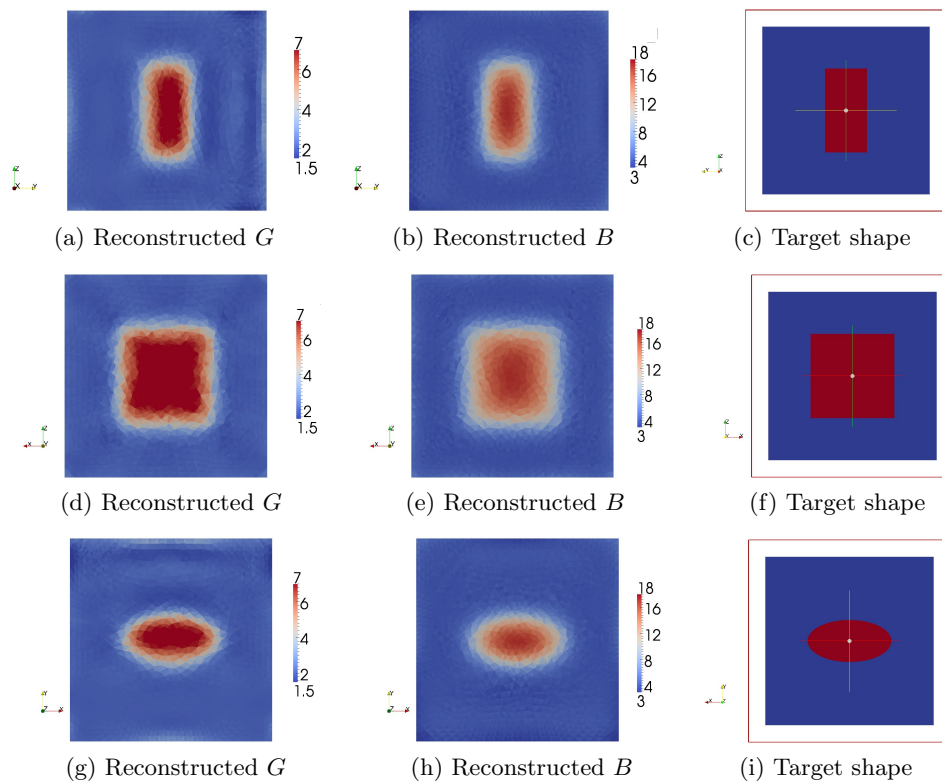 7
6
4
2
1.5
Z
X
Y
18
16
12
8
4
3
Z
X
Y
Z
Y
X
(a) Reconstructed G
(b) Reconstructed B
(c) Target shape
7
6
4
2
1.5
Z
X
Y
18
16
12
8
4
3
Z
X
Y
Z
Y
X
(d) Reconstructed G
(e) Reconstructed B
(f) Target shape
7
6
4
2
1.5
Y
Z
X
18
16
12
8
4
3
Y
Z
X
Y
X
Z
(g) Reconstructed G
(h) Reconstructed B
(i) Target shape